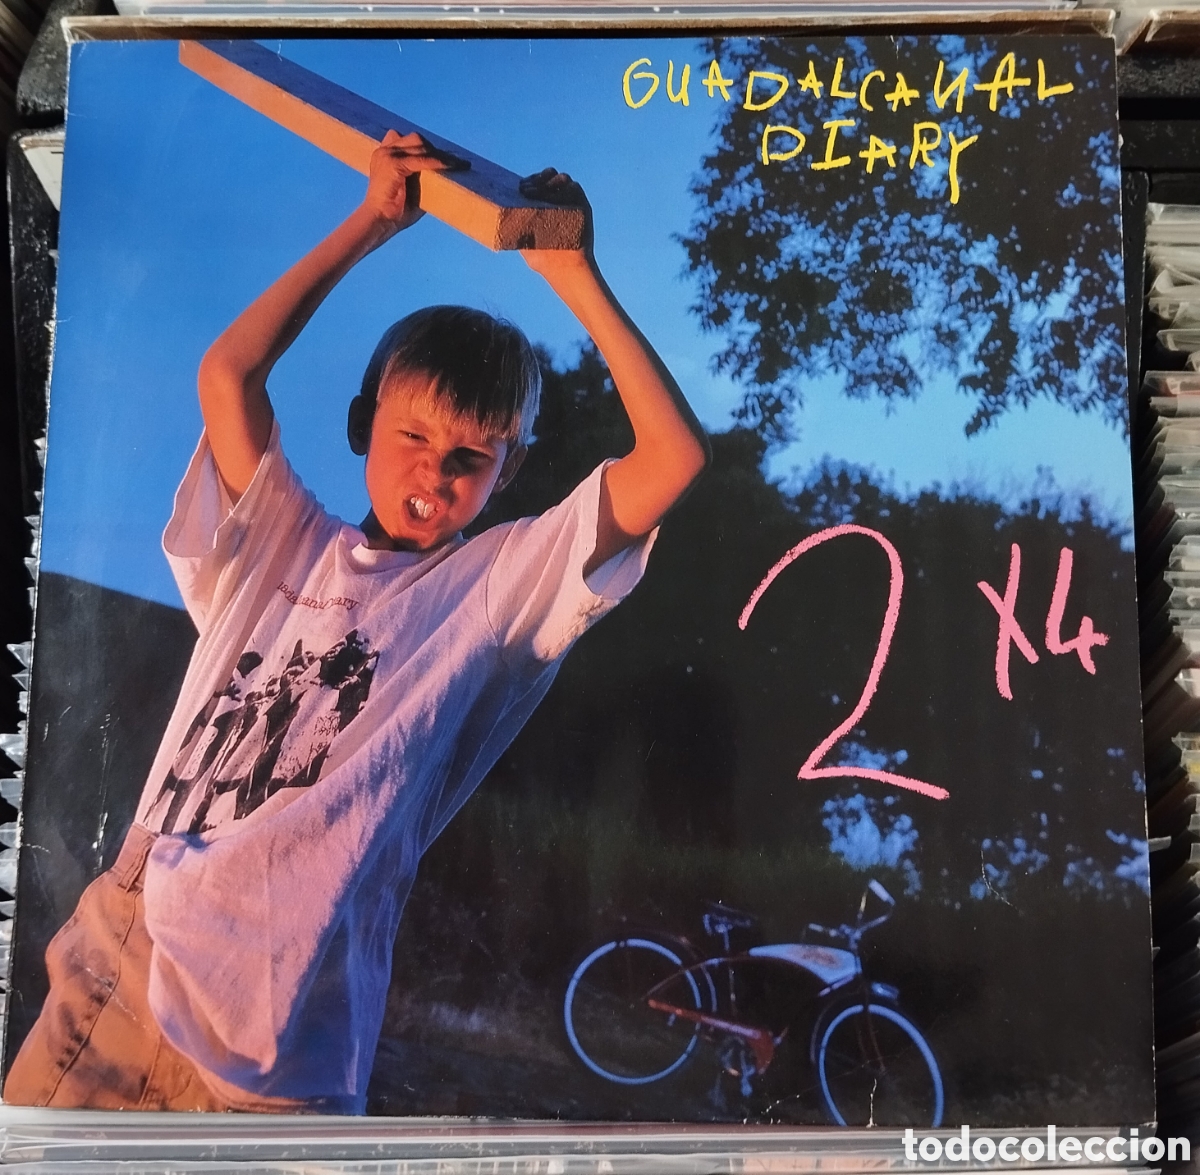 GUADALCANAL
DIARY
2 x4
todocoleccion